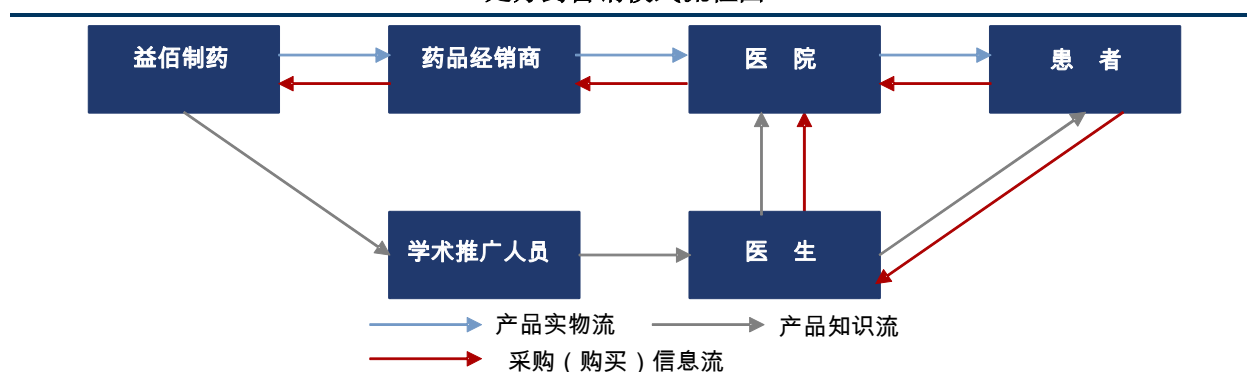 益佰制药 药品经销商 医 院 患 者
学术推广人员 医 生
产品实物流 产品知识流
采购（购买）信息流